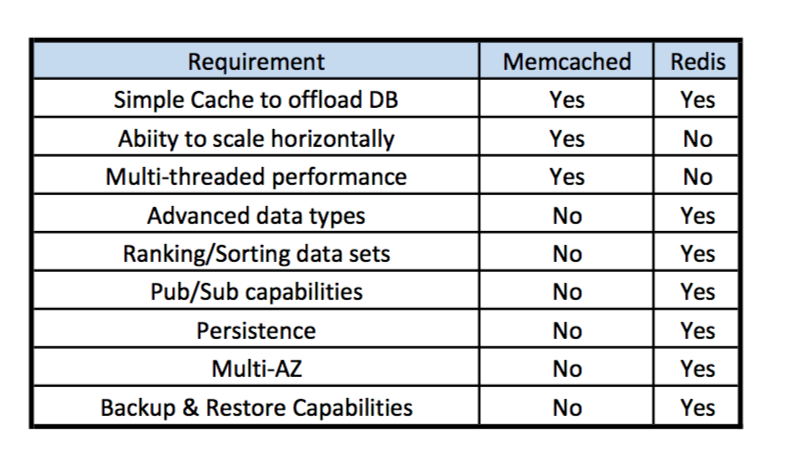 Requirement Memcached Redis
Simple Cache to offload DB Yes Yes
Abiity to scale horizontally Yes No
Multi-threaded performance Yes No
Advanced data types No Yes
Ranking/Sorting data sets No Yes
Pub/Sub capabilities No Yes
Persistence No Yes
Multi-AZ No Yes
Backup & Restore Capabilities No Yes